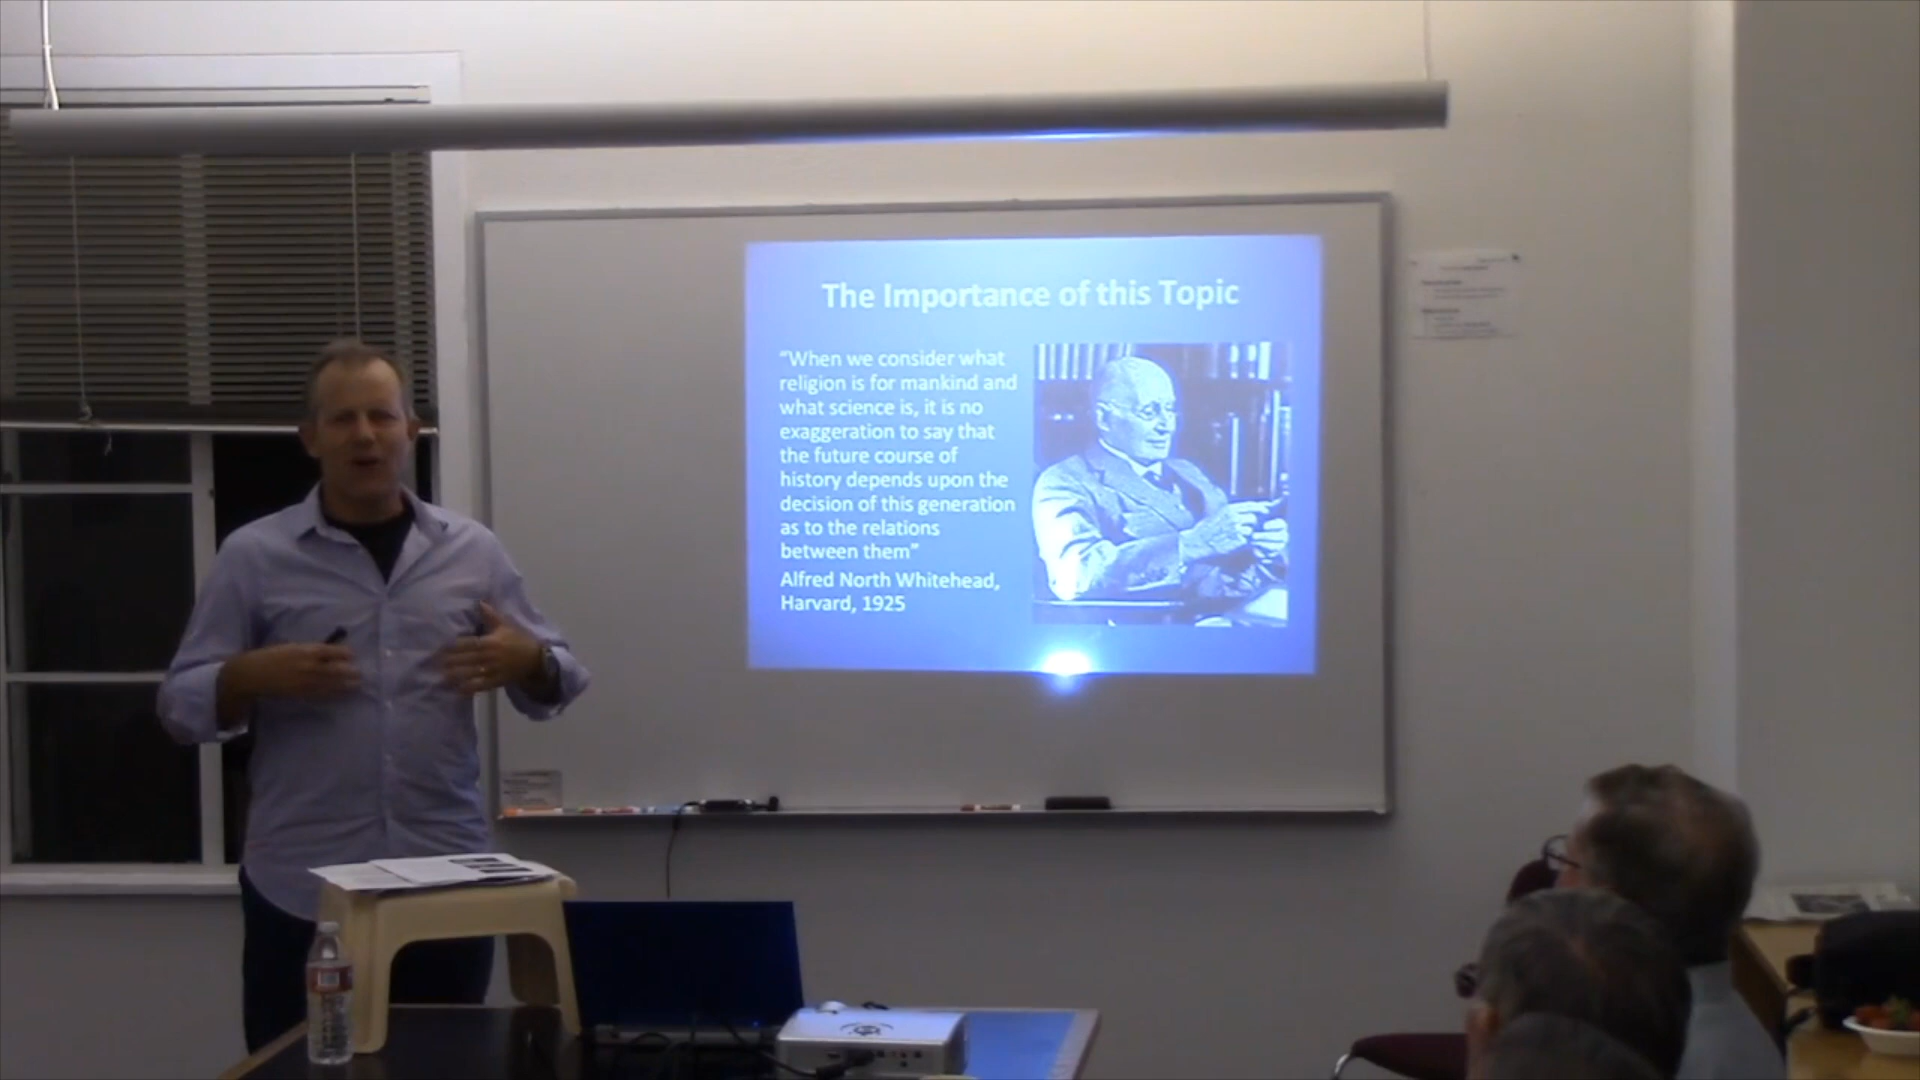 The Importance of this Topic
“When we consider what
religion is for mankind and
what science is, it is no
exaggeration to say that
the future course of
history depends upon the
decision of this generation
as to the relations
between them”
Alfred North Whitehead,
Harvard, 1925